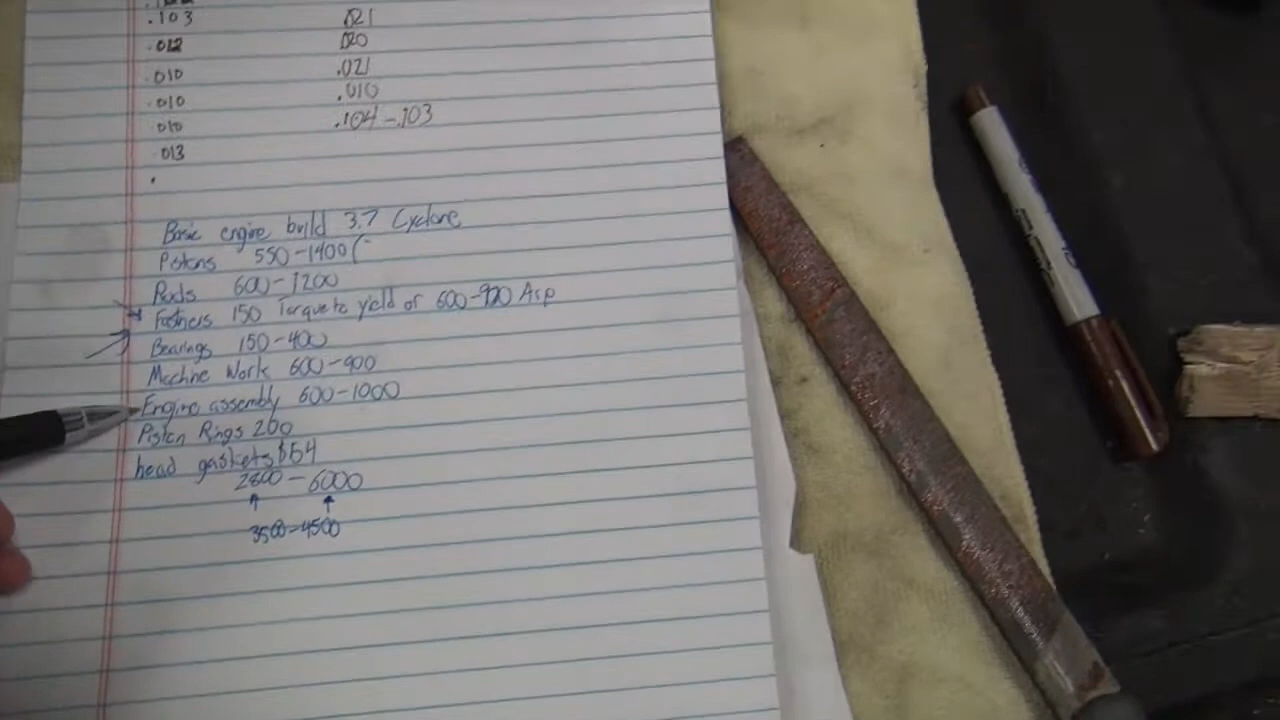 .103 .021
.012 .020
.010 .021
.010 .010
.010 .104 - .103
.013
.
Basic engine build 3.7 Cyclone
Pistons 550-1400 (
Rods 600-1200
Fastners 150 Torque to yield or 600-900 Arp
Bearings 150-400
Machine Work 600-900
Engine assembly 600-1000
Piston Rings 200
head gaskets $54
2800 - 6000
3500-4500